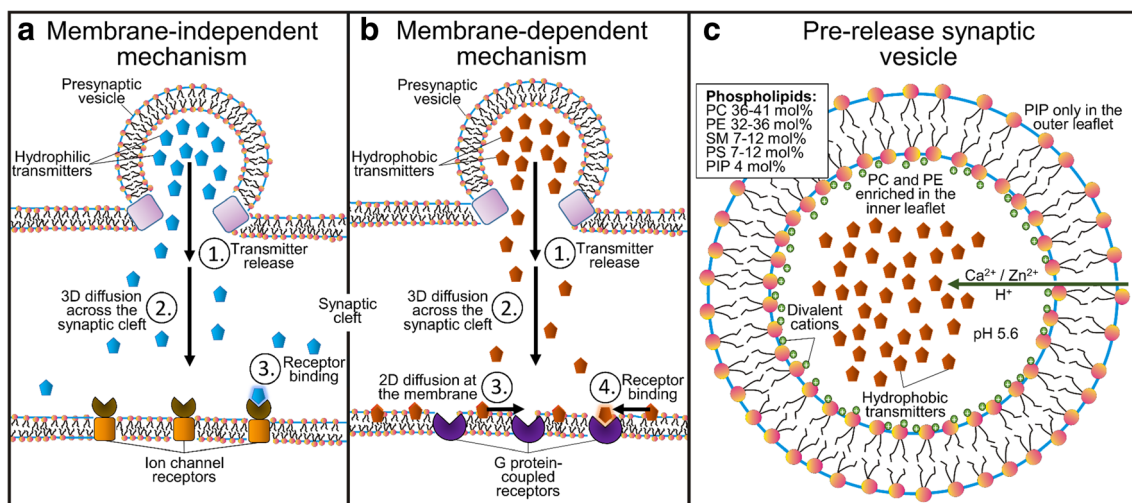 a Membrane-independent
mechanism
Presynaptic
vesicle
Hydrophilic
transmitters
1. Transmitter
release
3D diffusion
across the
synaptic cleft
2.
3. Receptor
binding
Ion channel
receptors
Synaptic
cleft
b Membrane-dependent
mechanism
Presynaptic
vesicle
Hydrophobic
transmitters
1. Transmitter
release
3D diffusion
across the
synaptic cleft
2.
2D diffusion at
the membrane
3.
4. Receptor
binding
G protein-
coupled
receptors
c Pre-release synaptic
vesicle
Phospholipids:
PC 36-41 mol%
PE 32-36 mol%
SM 7-12 mol%
PS 7-12 mol%
PIP 4 mol%
PIP only in the
outer leaflet
PC and PE
enriched in the
inner leaflet
Ca²⁺ / Zn²⁺
H⁺
Divalent
cations
pH 5.6
Hydrophobic
transmitters